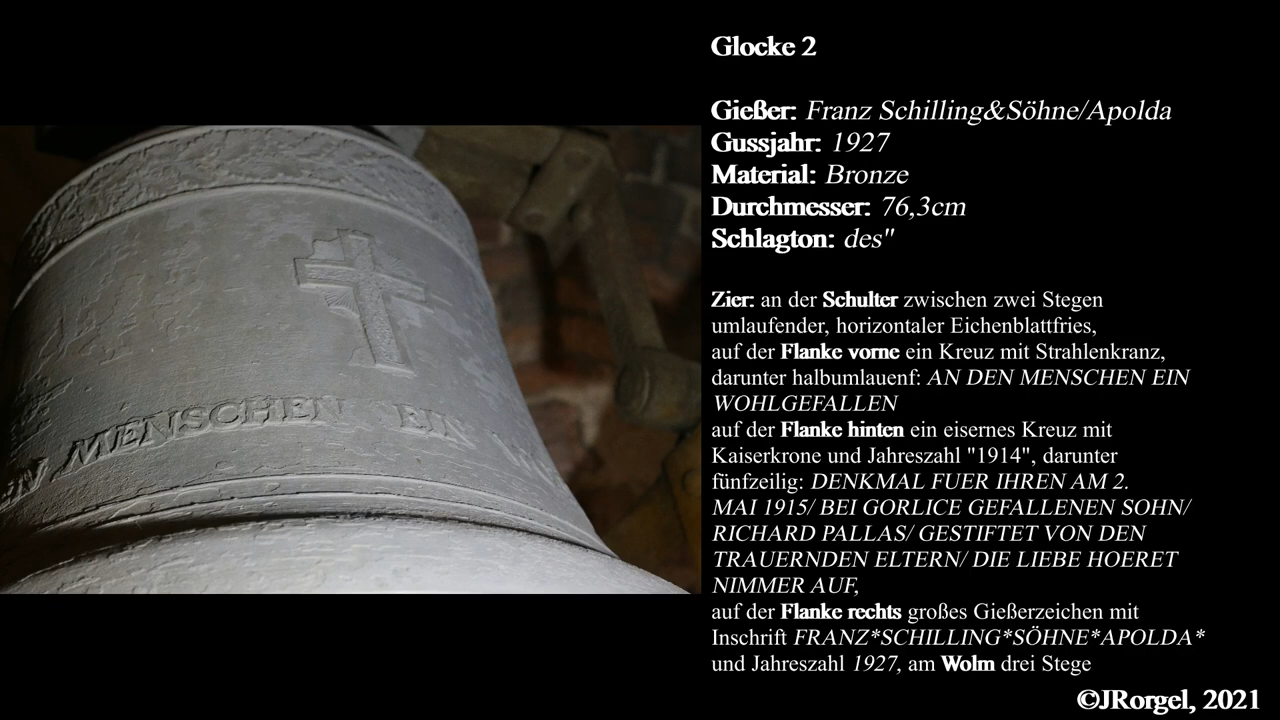 Glocke 2
Gießer: Franz Schilling&Söhne/Apolda
Gussjahr: 1927
Material: Bronze
Durchmesser: 76,3cm
Schlagton: des"
Zier: an der Schulter zwischen zwei Stegen
umlaufender, horizontaler Eichenblattfries,
auf der Flanke vorne ein Kreuz mit Strahlenkranz,
darunter halbumlauenf: AN DEN MENSCHEN EIN
WOHLGEFALLEN
auf der Flanke hinten ein eisernes Kreuz mit
Kaiserkrone und Jahreszahl "1914", darunter
fünfzeilig: DENKMAL FUER IHREN AM 2.
MAI 1915/ BEI GORLICE GEFALLENEN SOHN/
RICHARD PALLAS/ GESTIFTET VON DEN
TRAUERNDEN ELTERN/ DIE LIEBE HOERET
NIMMER AUF,
auf der Flanke rechts großes Gießerzeichen mit
Inschrift FRANZ*SCHILLING*SÖHNE*APOLDA*
und Jahreszahl 1927, am Wolm drei Stege
©JRorgel, 2021
MENSCHEN EIN